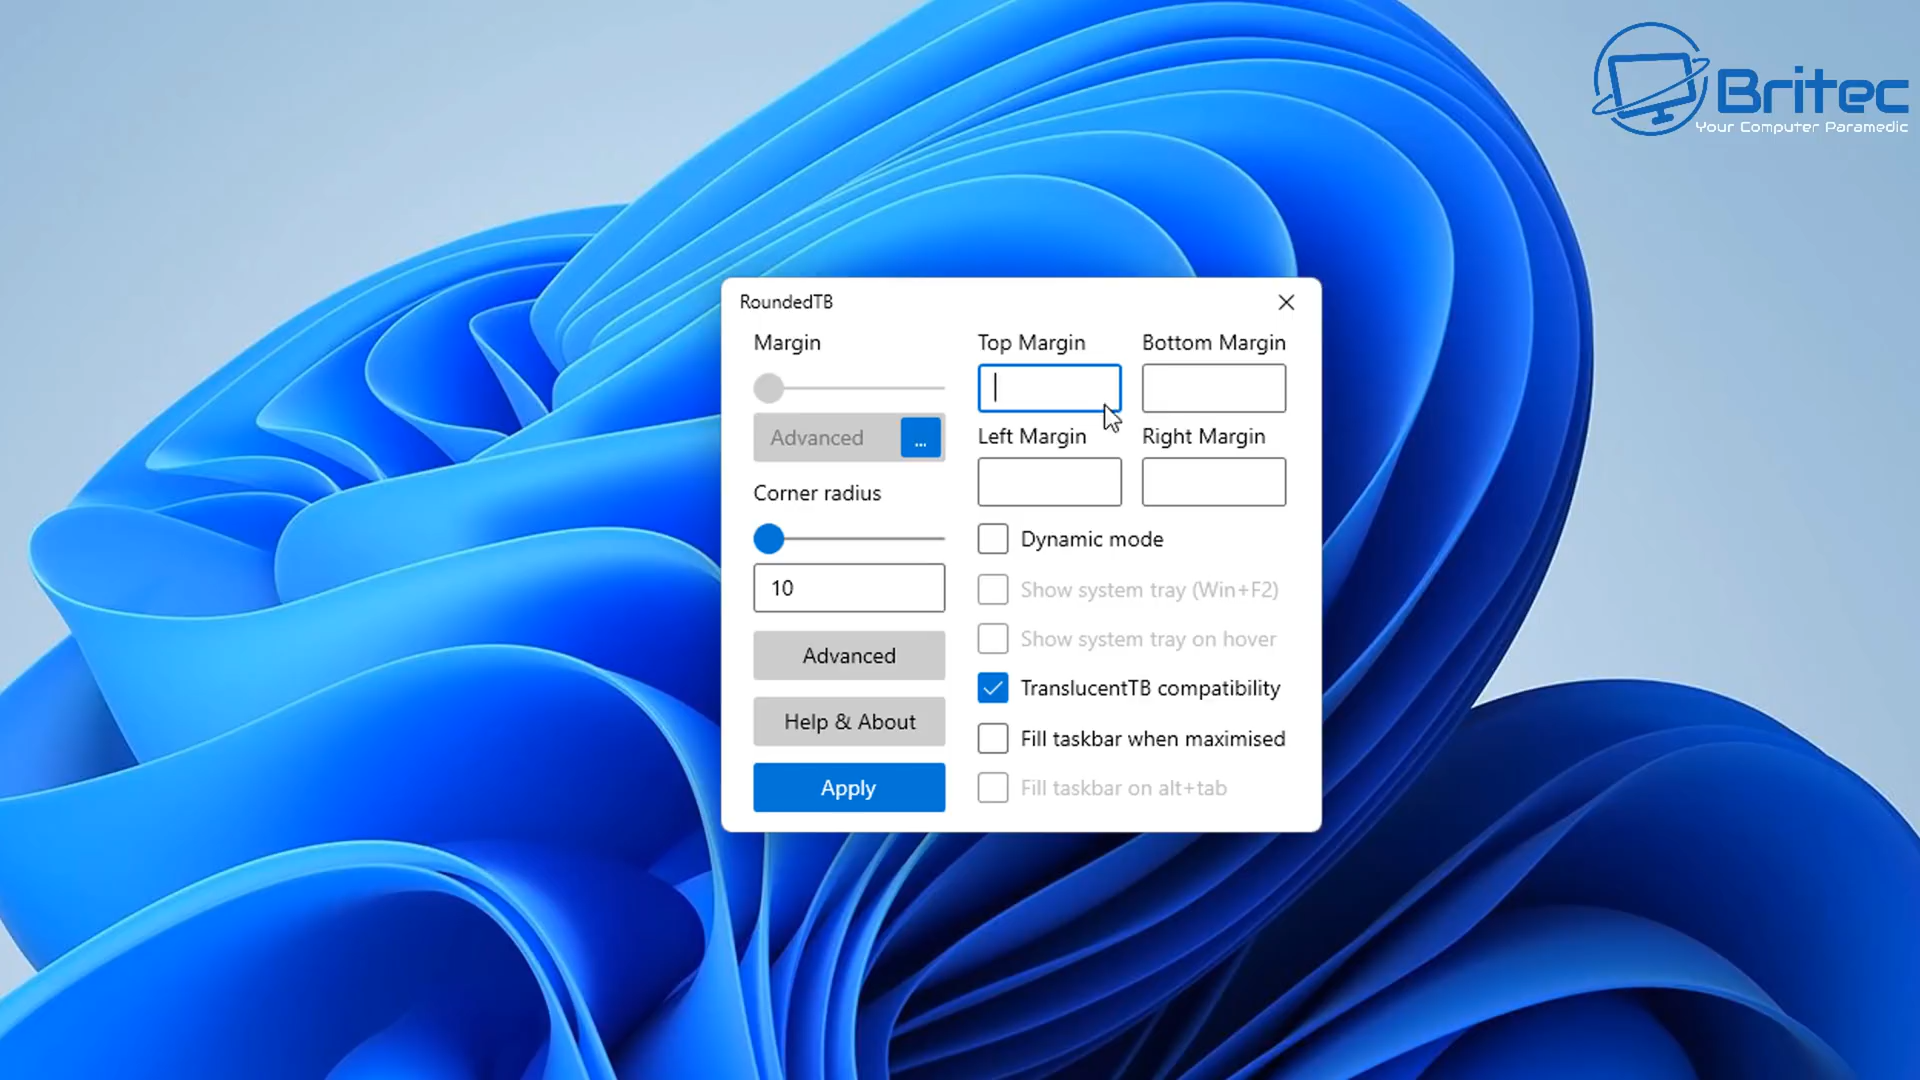 Britec
Your Computer Paramedic
RoundedTB
Margin
Top Margin
Bottom Margin
Advanced
...
Left Margin
Right Margin
Corner radius
10
Dynamic mode
Show system tray (Win+F2)
Show system tray on hover
Advanced
TranslucentTB compatibility
Help & About
Fill taskbar when maximised
Apply
Fill taskbar on alt+tab